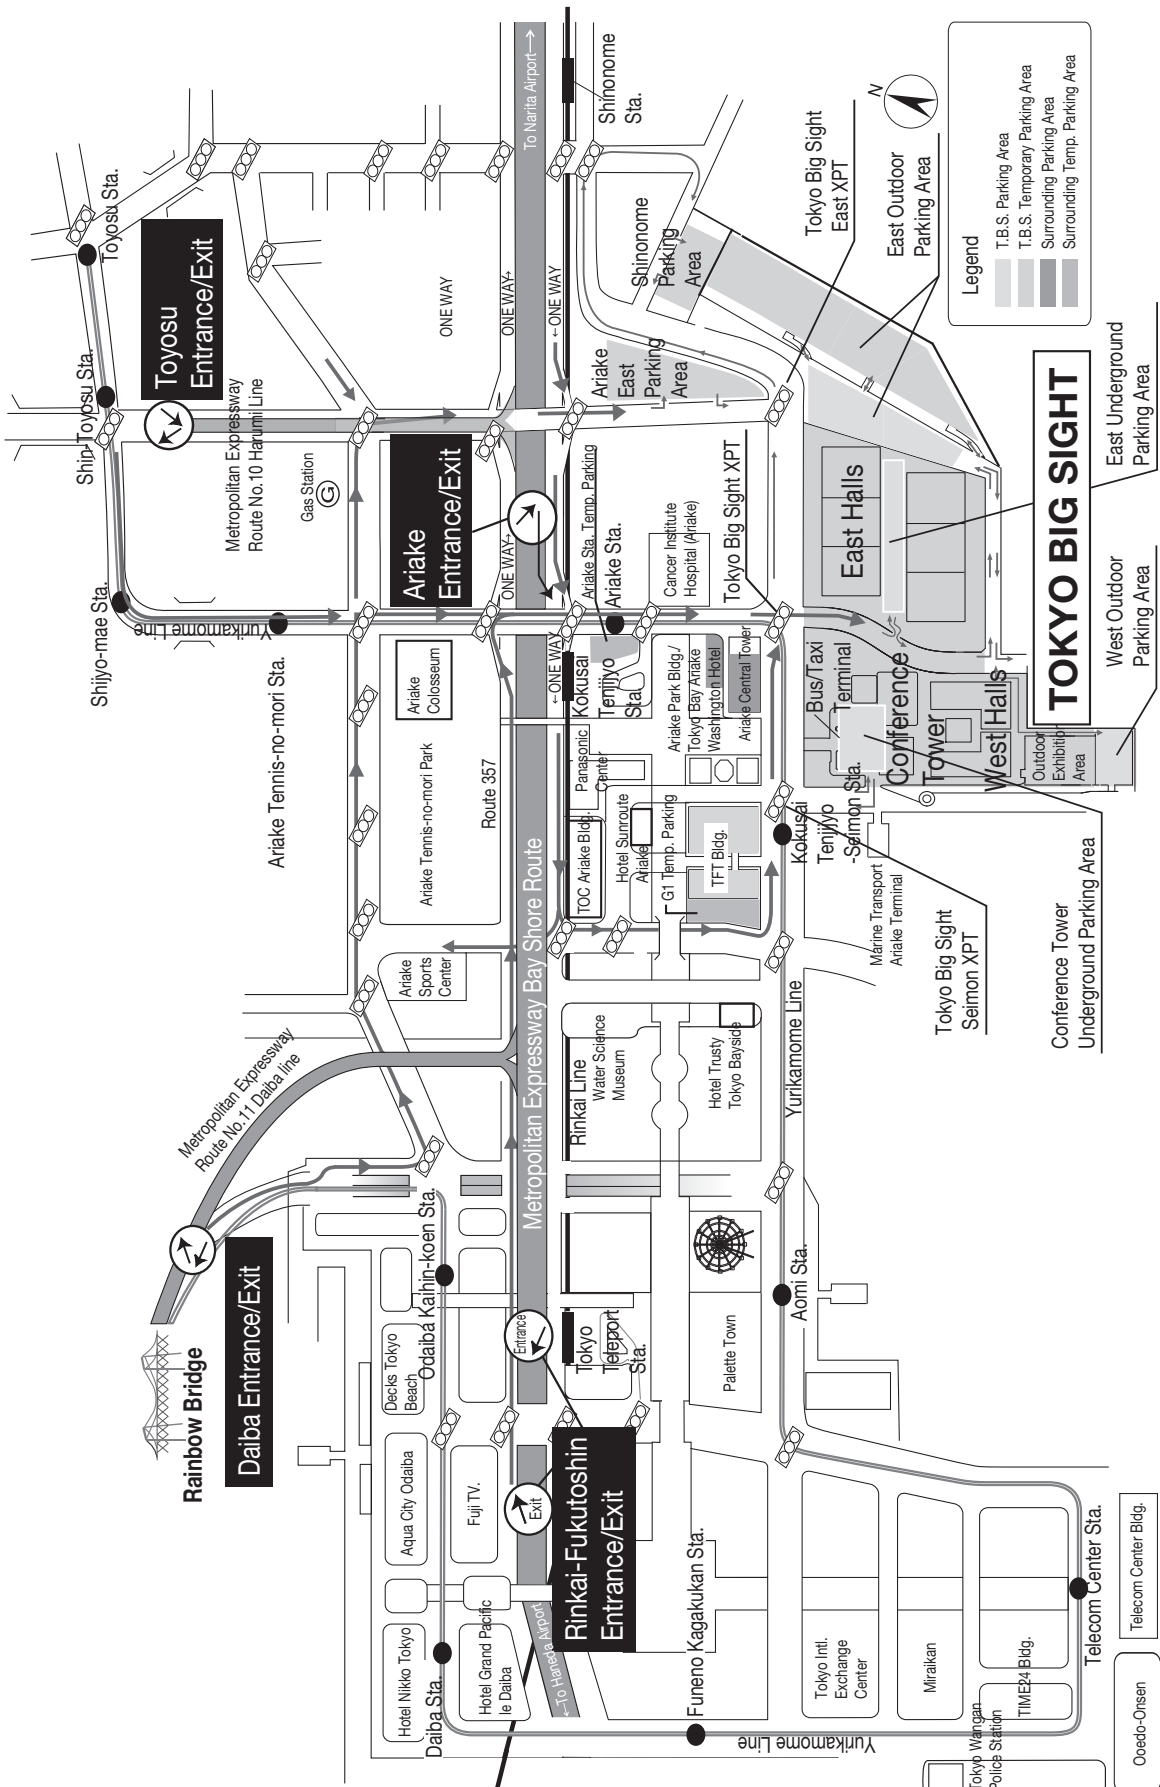 Toyosu Sta.
Shin-Toyosu Sta.
Toyosu
Entrance/Exit
Metropolitan Expressway
Route No.10 Harumi Line
Gas Station
G
Shijyo-mae Sta.
Yurikamome Line
Ariake Tennis-no-mori Sta.
Ariake
Entrance/Exit
ONE WAY
ONE WAY→
←ONE WAY
ONE WAY→
←ONE WAY
To Narita Airport→
Shinonome
Sta.
Shinonome
Parking
Area
Ariake
East
Parking
Area
Tokyo Big Sight
East XPT
East Outdoor
Parking Area
N
Legend
T.B.S. Parking Area
T.B.S. Temporary Parking Area
Surrounding Parking Area
Surrounding Temp. Parking Area
Ariake Sta. Temp. Parking
Ariake Sta.
Cancer Institute
Hospital (Ariake)
Tokyo Big Sight XPT
East Halls
TOKYO BIG SIGHT
East Underground
Parking Area
West Outdoor
Parking Area
Ariake
Colosseum
Ariake Tennis-no-mori Park
Route 357
Kokusai
Tenjijyo
Sta.
Panasonic
Center
Ariake Park Bldg./
Tokyo Bay Ariake
Washington Hotel
Ariake Central Tower
Bus/Taxi
Terminal
Conference
Tower
West Halls
Outdoor
Exhibition
Area
TOC Ariake Bldg.
Hotel Sunroute
Ariake
G1 Temp. Parking
TFT Bldg.
Kokusai
Tenjijyo
-Seimon Sta.
Marine Transport
Ariake Terminal
Tokyo Big Sight
Seimon XPT
Conference Tower
Underground Parking Area
Ariake
Sports
Center
Metropolitan Expressway
Route No.11 Daiba line
Metropolitan Expressway Bay Shore Route
Rinkai Line
Water Science
Museum
Hotel Trusty
Tokyo Bayside
Yurikamome Line
Rainbow Bridge
Daiba Entrance/Exit
Odaiba Kaihin-koen Sta.
Decks Tokyo
Beach
Entrance
Tokyo
Teleport
Sta.
Palette Town
Aomi Sta.
Aqua City Odaiba
Fuji TV.
Exit
Rinkai-Fukutoshin
Entrance/Exit
Hotel Nikko Tokyo
Daiba Sta.
Hotel Grand Pacific
le Daiba
←To Haneda Airport
Funeno Kagakukan Sta.
Yurikamome Line
Tokyo Intl.
Exchange
Center
Miraikan
TIME24 Bldg.
Telecom Center Sta.
Telecom Center Bldg.
Tokyo Wangan
Police Station
Ooedo-Onsen